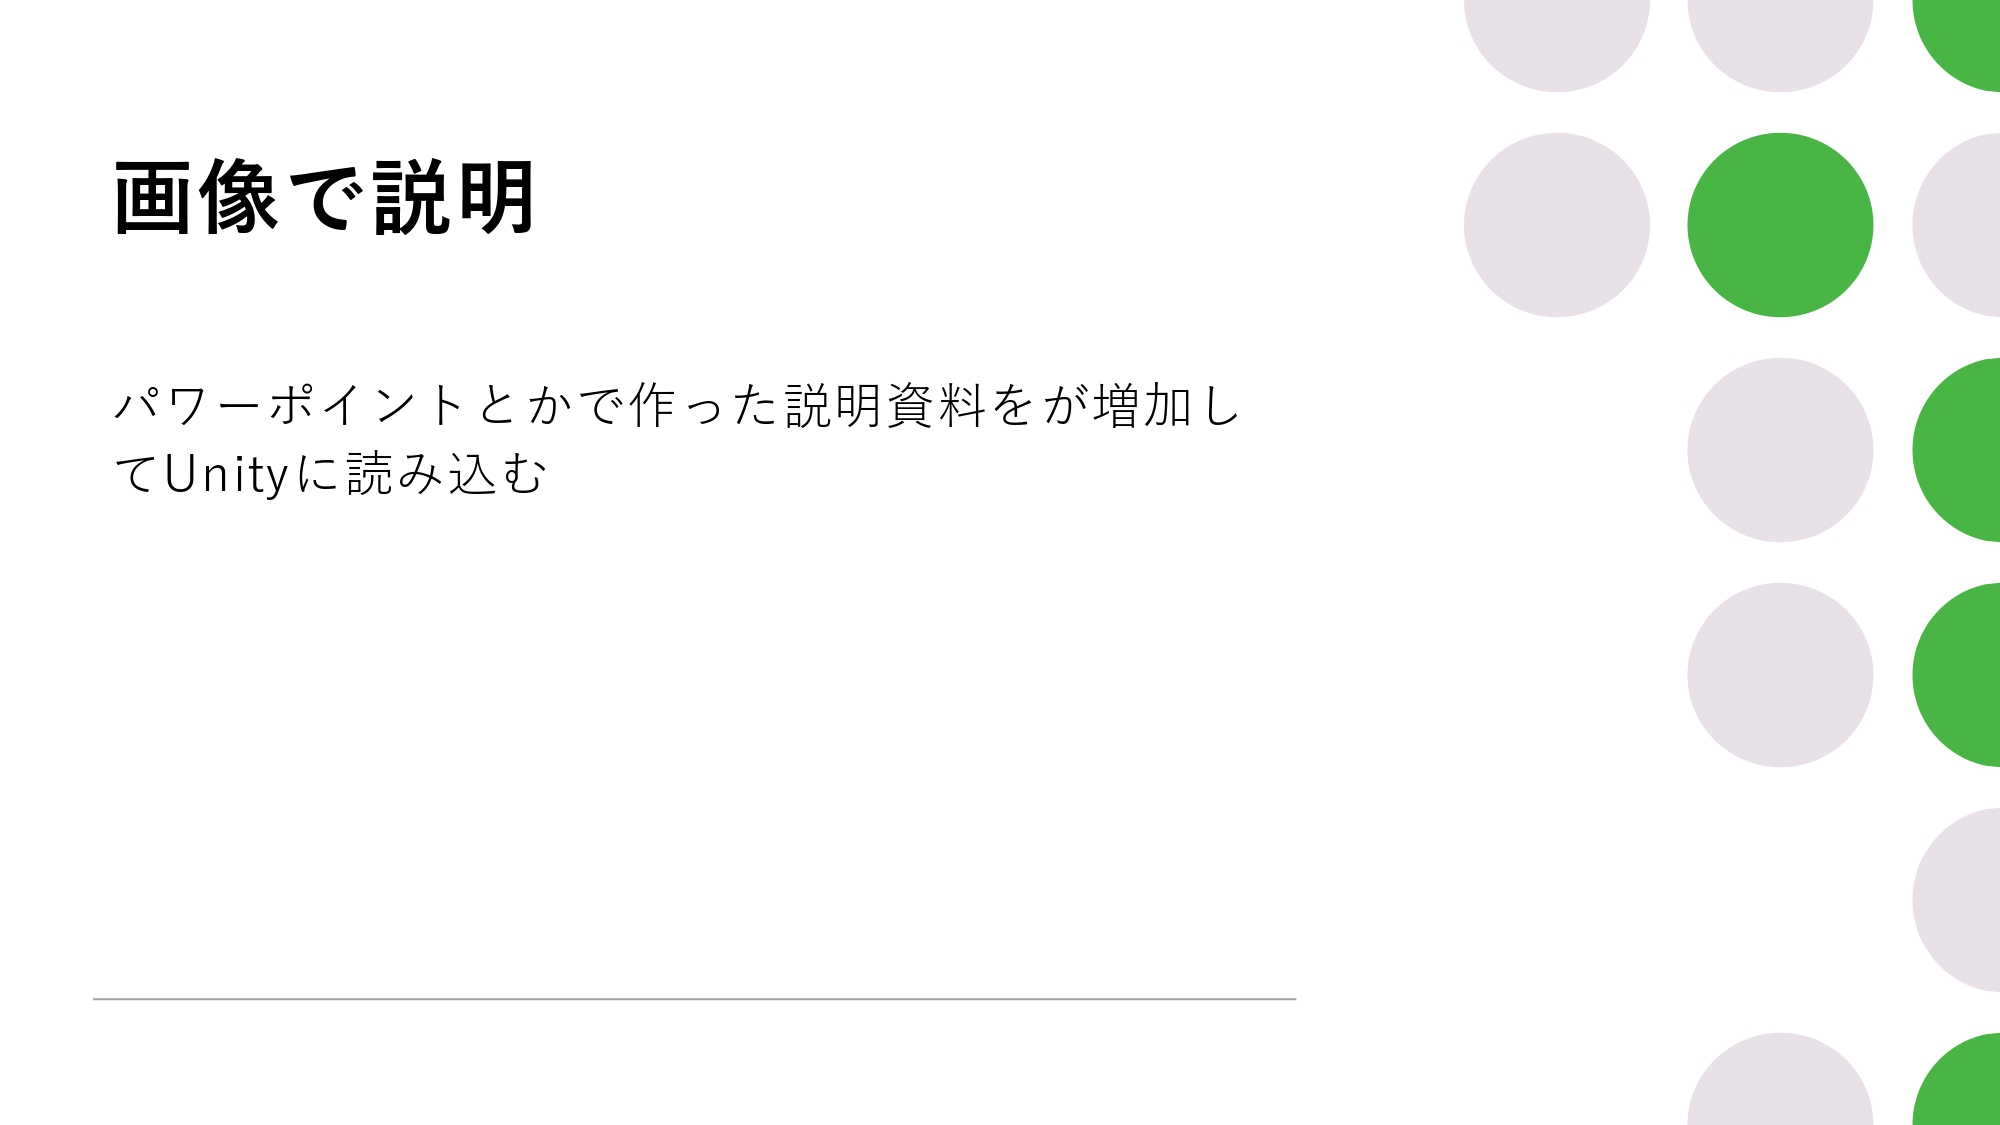 画像で説明
パワーポイントとかで作った説明資料をが増加し
てUnityに読み込む